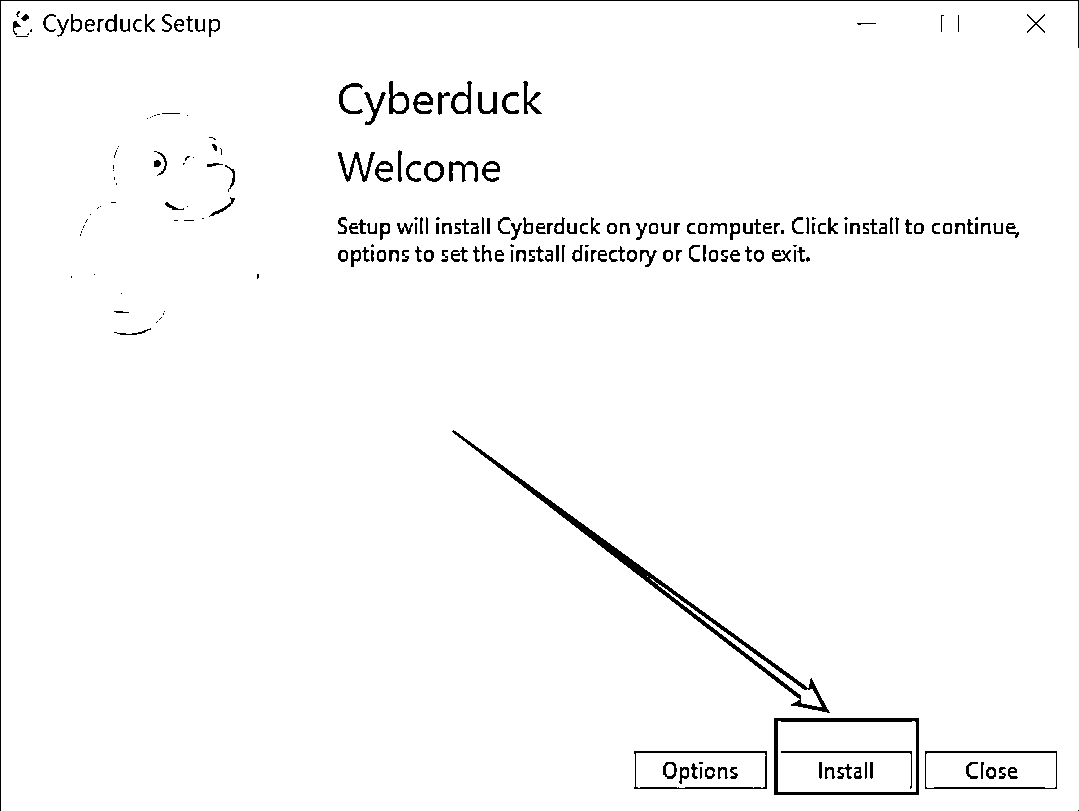 Cyberduck Setup
Cyberduck
Welcome
Setup will install Cyberduck on your computer. Click install to continue,
options to set the install directory or Close to exit.
Options
Install
Close